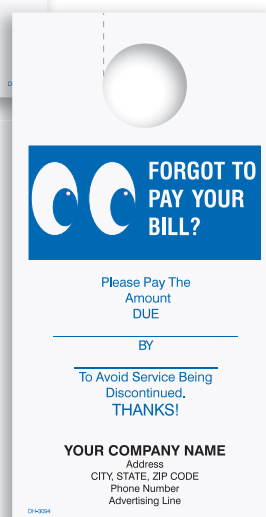 FORGOT TO
PAY YOUR
BILL?
Please Pay The
Amount
DUE
BY
To Avoid Service Being
Discontinued.
THANKS!
YOUR COMPANY NAME
Address
CITY, STATE, ZIP CODE
Phone Number
Advertising Line
DH-3094